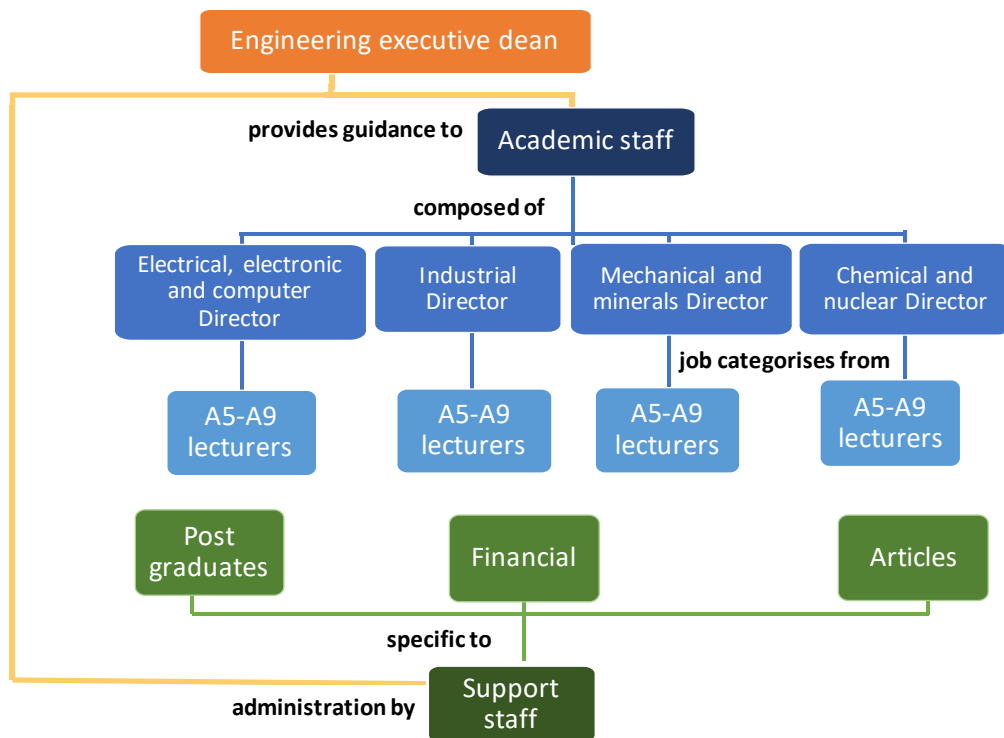 Engineering executive dean
provides guidance to
Academic staff
composed of
Electrical, electronic
and computer
Director
Industrial
Director
Mechanical and
minerals Director
Chemical and
nuclear Director
job categorises from
A5-A9
lecturers
A5-A9
lecturers
A5-A9
lecturers
A5-A9
lecturers
Post
graduates
Financial
Articles
specific to
administration by
Support
staff